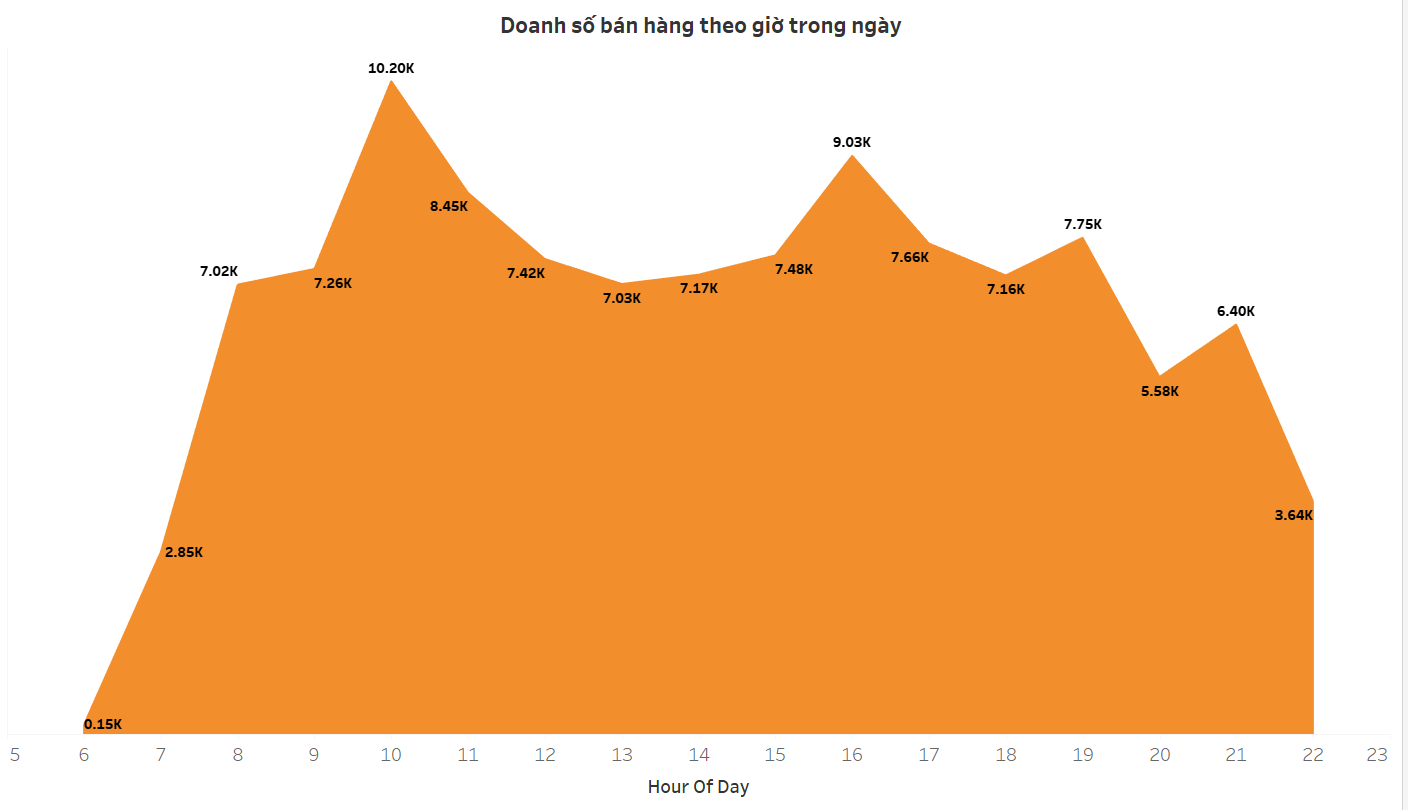 Doanh số bán hàng theo giờ trong ngày
10.20K
9.03K
8.45K
7.75K
7.66K
7.02K
7.26K
7.42K
7.03K
7.17K
7.48K
7.16K
6.40K
5.58K
3.64K
2.85K
0.15K
5 6 7 8 9 10 11 12 13 14 15 16 17 18 19 20 21 22 23
Hour Of Day